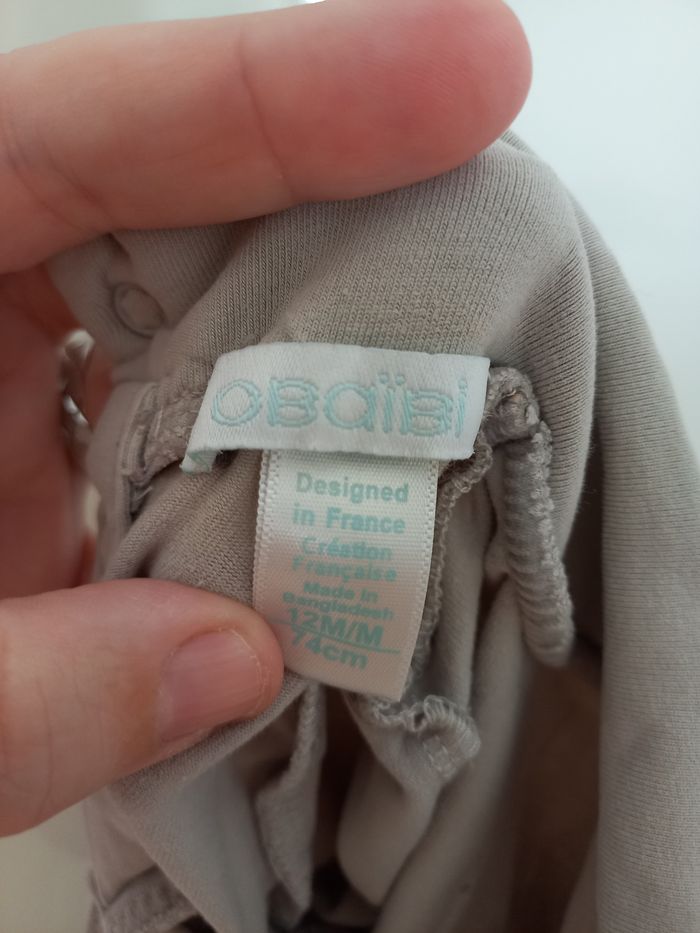 OBaïBi
Designed
in France
Création
Française
Made in
Bangladesh
12M/M
74cm